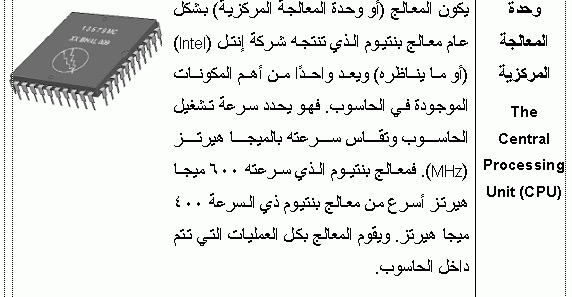 وحدة
المعالجة
المركزية
The
Central
Processing
Unit (CPU)
يكون المعالج (أو وحدة المعالجة المركزية) بشكل
عام معالج بنتيوم الذي تنتجه شركة إنتل (Intel)
(أو ما يناظره) ويعد واحدًا من أهم المكونات
الموجودة في الحاسوب. فهو يحدد سرعة تشغيل
الحاسوب وتقاس سرعته بالميجا هيرتز
(MHz). فمعالج بنتيوم الذي سرعته ٦٠٠ ميجا
هيرتز أسرع من معالج بنتيوم ذي السرعة ٤٠٠
ميجا هيرتز. ويقوم المعالج بكل العمليات التي تتم
داخل الحاسوب.